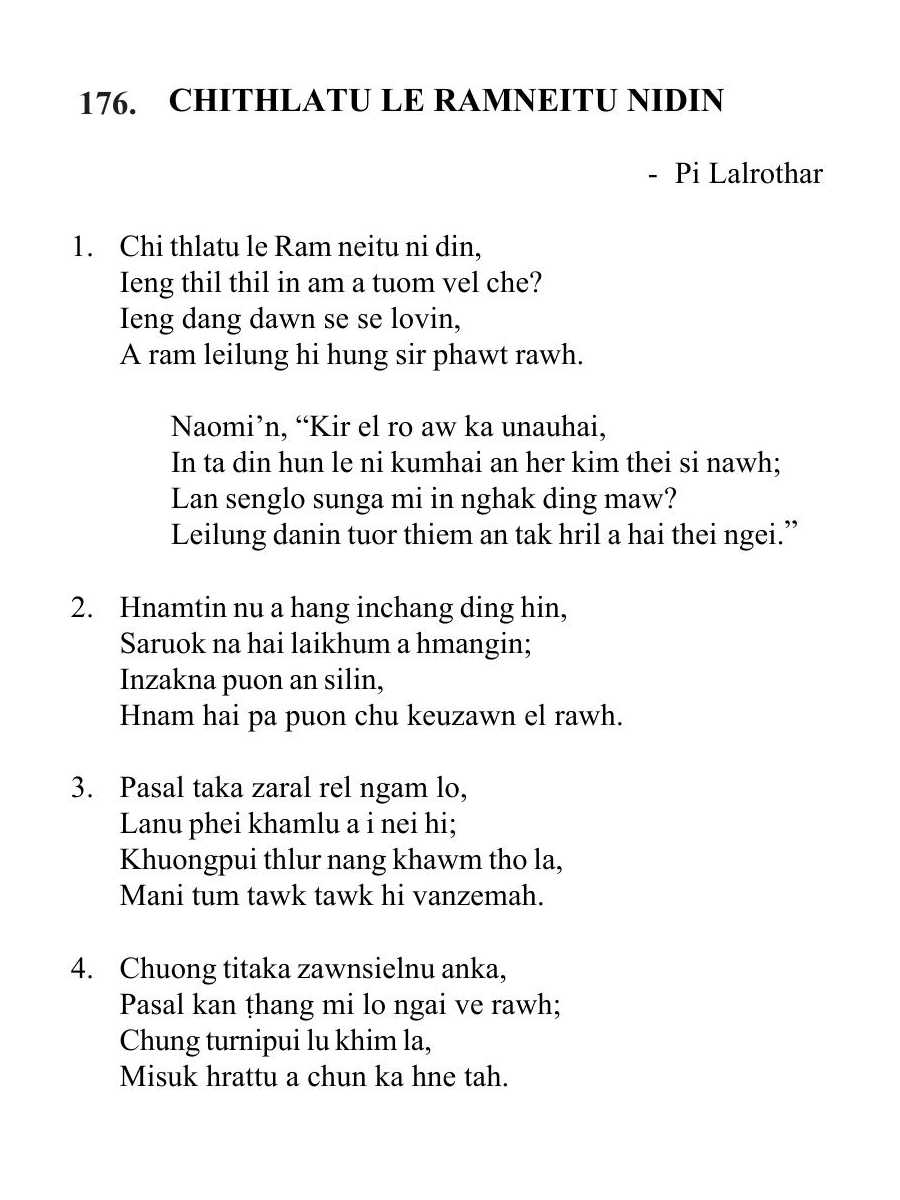 176. CHITHLATU LE RAMNEITU NIDIN
- Pi Lalrothar
1. Chi thlatu le Ram neitu ni din,
Ieng thil thil in am a tuom vel che?
Ieng dang dawn se se lovin,
A ram leilung hi hung sir phawt rawh.
Naomi’n, “Kir el ro aw ka unauhai,
In ta din hun le ni kumhai an her kim thei si nawh;
Lan senglo sunga mi in nghak ding maw?
Leilung danin tuor thiem an tak hril a hai thei ngei.”
2. Hnamtin nu a hang inchang ding hin,
Saruok na hai laikhum a hmangin;
Inzakna puon an silin,
Hnam hai pa puon chu keuzawn el rawh.
3. Pasal taka zaral rel ngam lo,
Lanu phei khamlu a i nei hi;
Khuongpui thlur nang khawm tho la,
Mani tum tawk tawk hi vanzemah.
4. Chuong titaka zawnsielnu anka,
Pasal kan ṭhang mi lo ngai ve rawh;
Chung turnipui lu khim la,
Misuk hrattu a chun ka hne tah.